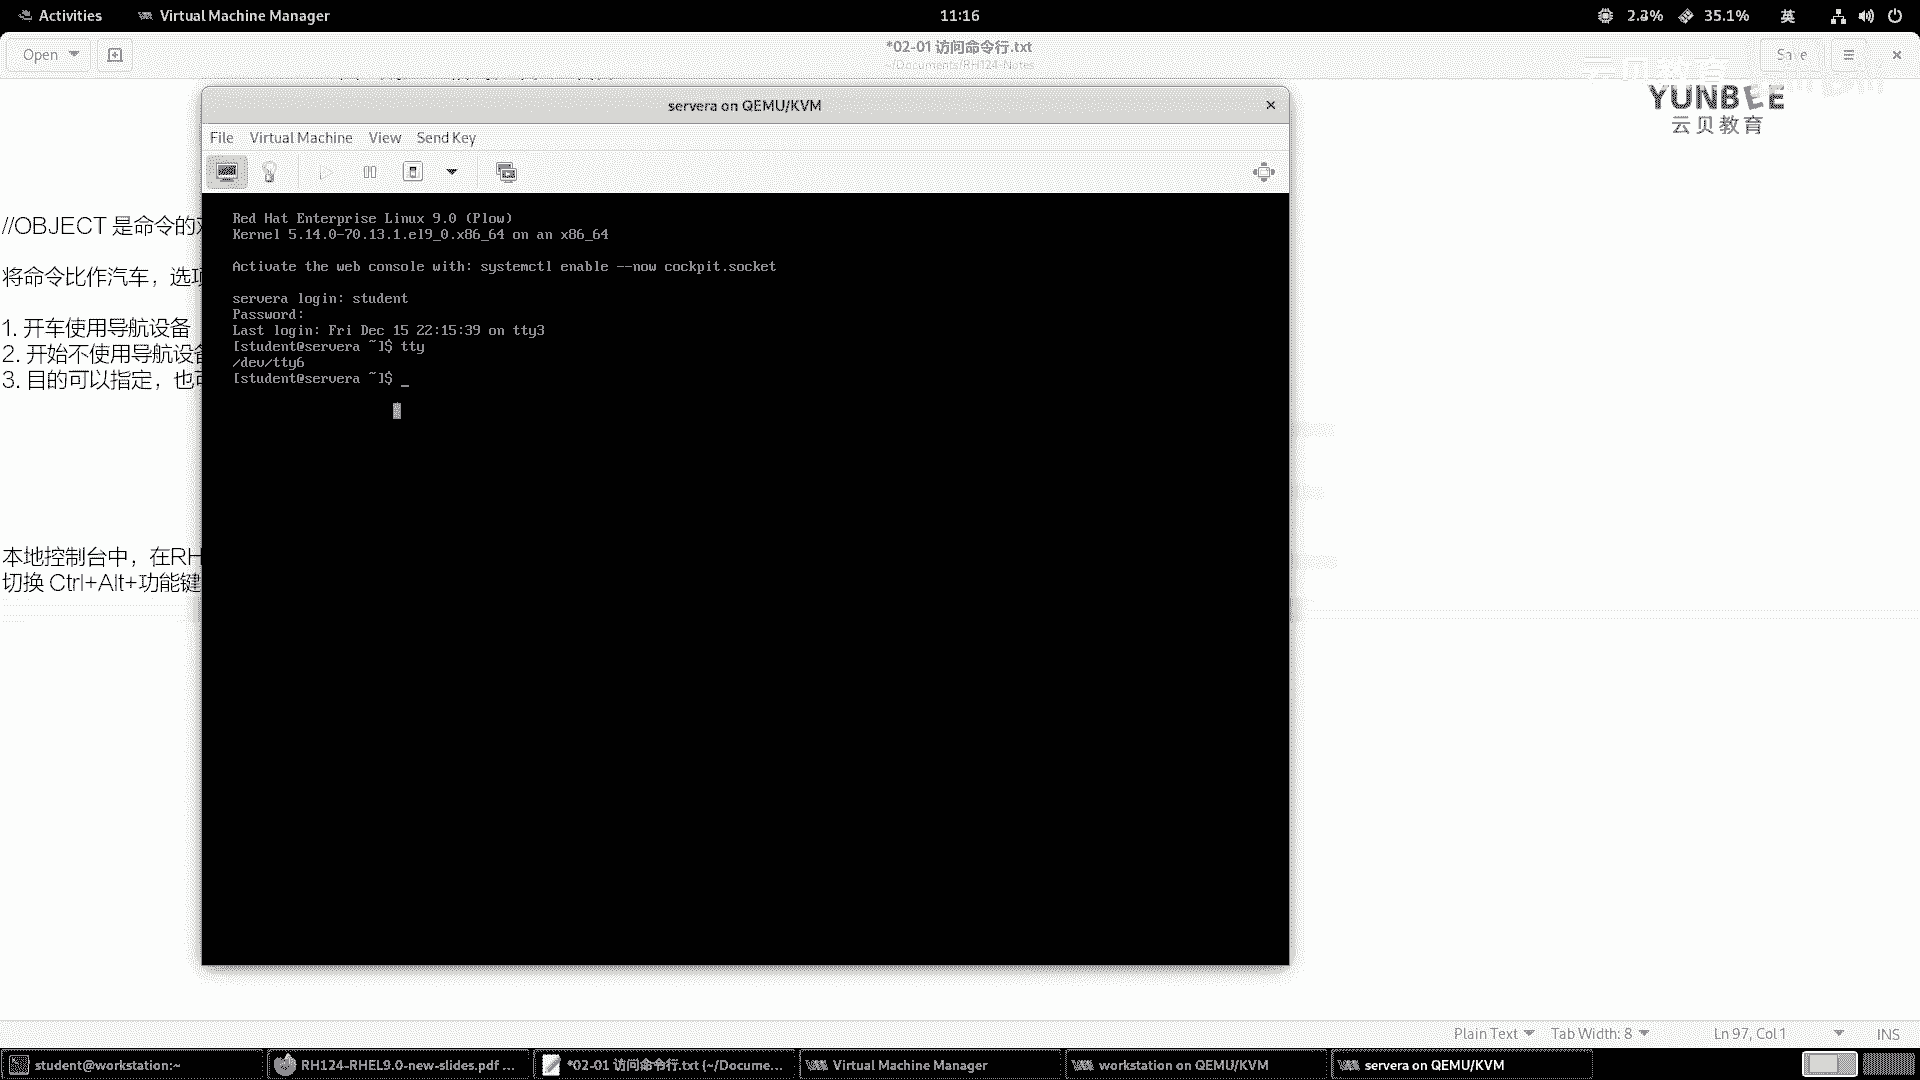 Activities Virtual Machine Manager 11:16 2.3% 35.1% 英
Open *02-01 访问命令行.txt Save
~/Documents/RH124-Notes
云贝教育
YUNBEE
云贝教育
servera on QEMU/KVM
File Virtual Machine View Send Key
Red Hat Enterprise Linux 9.0 (Plow)
Kernel 5.14.0-70.13.1.el9_0.x86_64 on an x86_64
Activate the web console with: systemctl enable --now cockpit.socket
servera login: student
Password:
Last login: Fri Dec 15 22:15:39 on tty3
[student@servera ~]$ tty
/dev/tty6
[student@servera ~]$ _
//OBJECT 是命令的
将命令比作汽车，选项
1. 开车使用导航设备
2. 开始不使用导航设备
3. 目的可以指定，也可
本地控制台中，在RH
切换 Ctrl+Alt+功能键
Plain Text Tab Width: 8 Ln 97, Col 1 INS
student@workstation:~ RH124-RHEL9.0-new-slides.pdf ... *02-01 访问命令行.txt (~/Docume... Virtual Machine Manager workstation on QEMU/KVM servera on QEMU/KVM